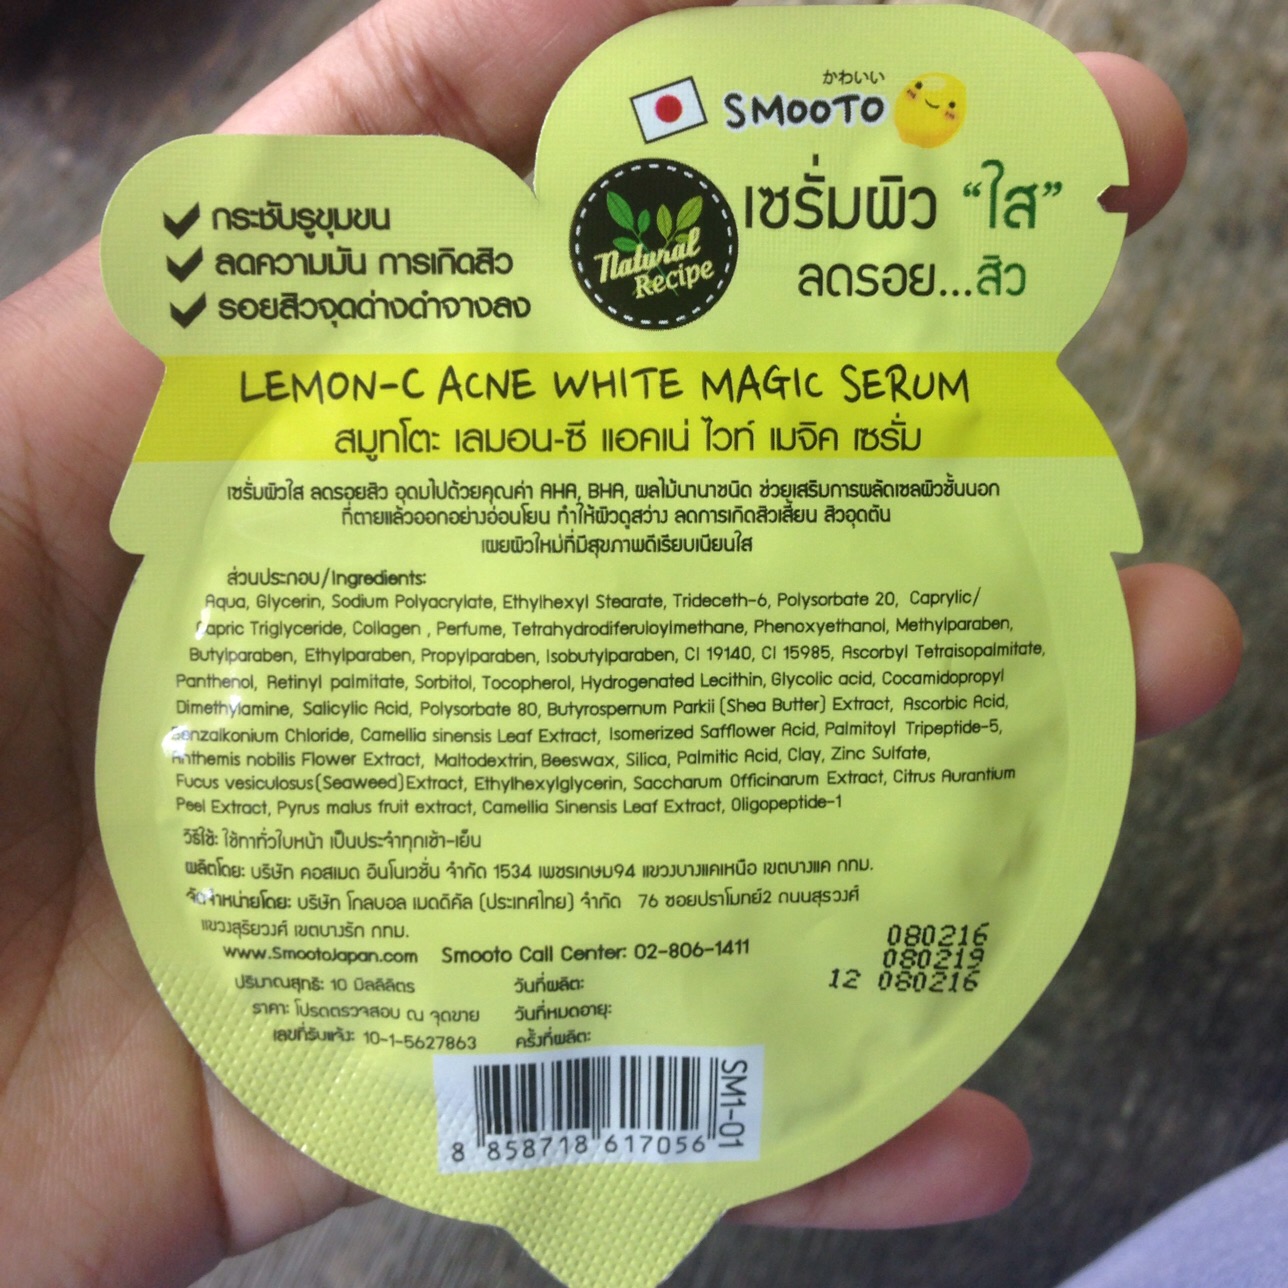 かわいい
SMOOTO
กระชับรูขุมขน
ลดความมัน การเกิดสิว
รอยสิวจุดด่างดำจางลง
Natural
Recipe
เซรั่มผิว “ใส”
ลดรอย...สิว
LEMON-C ACNE WHITE MAGIC SERUM
สมูทโตะ เลมอน-ซี แอคเน่ ไวท์ เมจิค เซรั่ม
เซรั่มผิวใส ลดรอยสิว อุดมไปด้วยคุณค่า AHA, BHA, ผลไม้นานาชนิด ช่วยเสริมการผลัดเซลผิวชั้นนอก
ที่ตายแล้วออกอย่างอ่อนโยน ทำให้ผิวดูสว่าง ลดการเกิดสิวเสี้ยน สิวอุดตัน
เผยผิวใหม่ที่มีสุขภาพดีเรียบเนียนใส
ส่วนประกอบ/Ingredients:
Aqua, Glycerin, Sodium Polyacrylate, Ethylhexyl Stearate, Trideceth-6, Polysorbate 20, Caprylic/
Capric Triglyceride, Collagen , Perfume, Tetrahydrodiferuloylmethane, Phenoxyethanol, Methylparaben,
Butylparaben, Ethylparaben, Propylparaben, Isobutylparaben, CI 19140, CI 15985, Ascorbyl Tetraisopalmitate,
Panthenol, Retinyl palmitate, Sorbitol, Tocopherol, Hydrogenated Lecithin, Glycolic acid, Cocamidopropyl
Dimethylamine, Salicylic Acid, Polysorbate 80, Butyrospernum Parkii (Shea Butter) Extract, Ascorbic Acid,
Benzalkonium Chloride, Camellia sinensis Leaf Extract, Isomerized Safflower Acid, Palmitoyl Tripeptide-5,
Anthemis nobilis Flower Extract, Maltodextrin, Beeswax, Silica, Palmitic Acid, Clay, Zinc Sulfate,
Fucus vesiculosus(Seaweed)Extract, Ethylhexylglycerin, Saccharum Officinarum Extract, Citrus Aurantium
Peel Extract, Pyrus malus fruit extract, Camellia Sinensis Leaf Extract, Oligopeptide-1
วิธีใช้: ใช้ทาทั่วใบหน้า เป็นประจำทุกเช้า-เย็น
ผลิตโดย: บริษัท คอสเมด อินโนเวชั่น จำกัด 1534 เพชรเกษม94 แขวงบางแคเหนือ เขตบางแค กทม.
จัดจำหน่ายโดย: บริษัท โกลบอล เมดดิคัล (ประเทศไทย) จำกัด 76 ซอยปราโมทย์2 ถนนสุรวงศ์
แขวงสุริยวงศ์ เขตบางรัก กทม.
www.SmootoJapan.com Smooto Call Center: 02-806-1411
ปริมาณสุทธิ: 10 มิลลิลิตร วันที่ผลิต: 080216
ราคา: โปรดตรวจสอบ ณ จุดขาย วันที่หมดอายุ: 080219
เลขที่รับแจ้ง: 10-1-5627863 ครั้งที่ผลิต: 12 080216
SM1-01
8 858718 617056